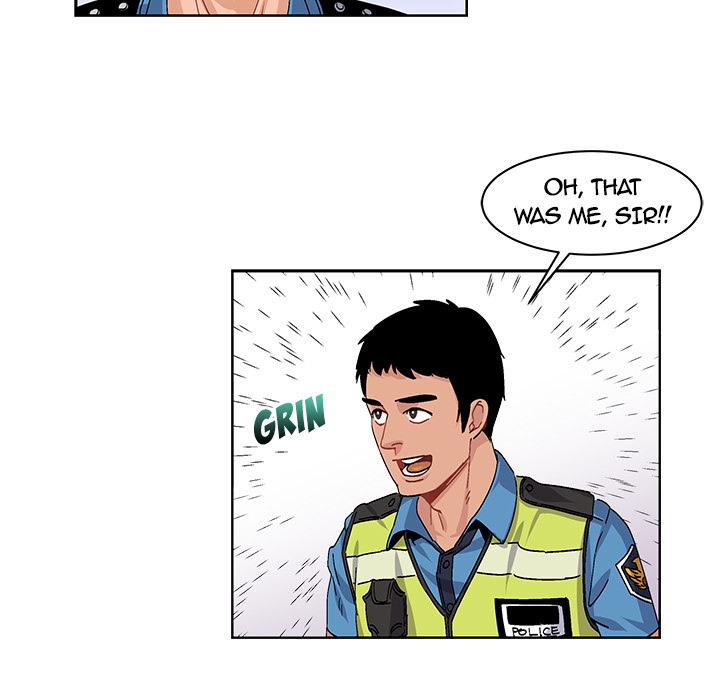 OH, THAT
WAS ME, SIR!!
GRIN
POLICE